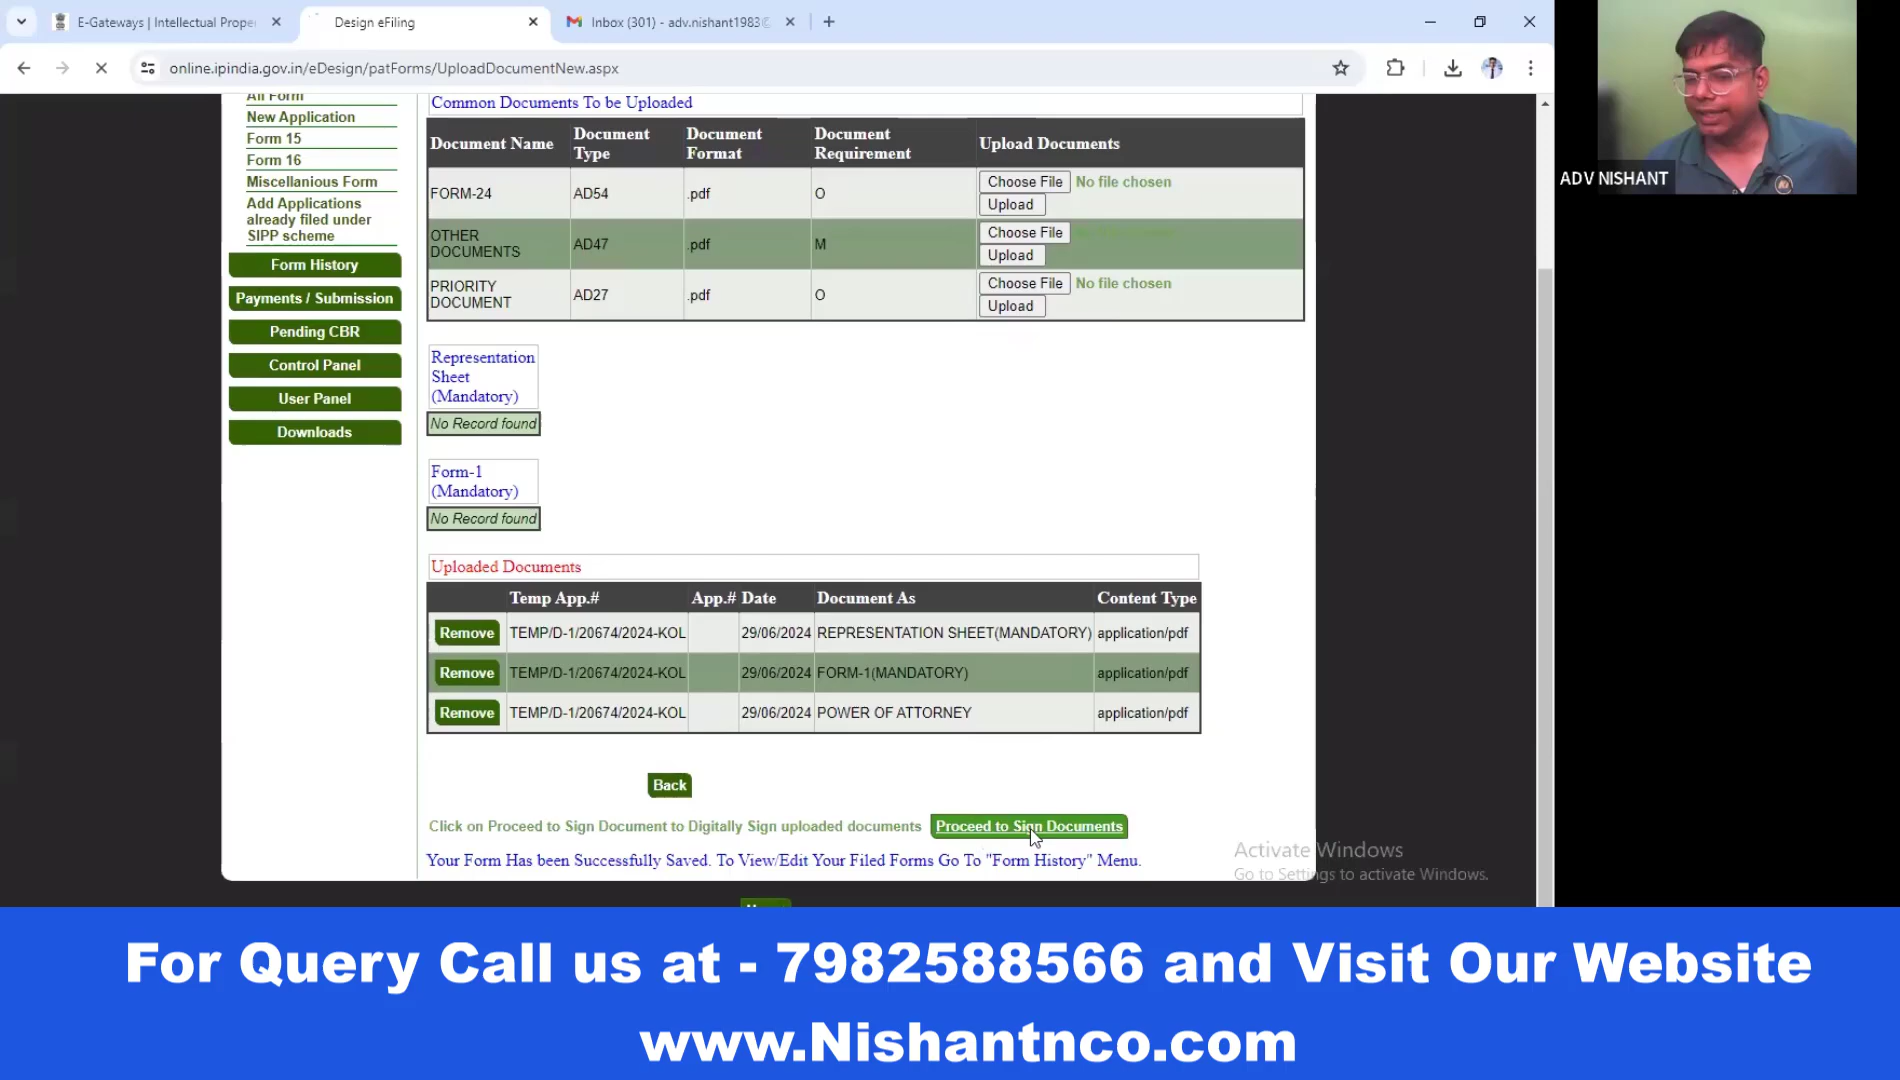 E-Gateways | Intellectual Prope
Design eFiling
Inbox (301) - adv.nishant1983@
online.ipindia.gov.in/eDesign/patForms/UploadDocumentNew.aspx
ADV NISHANT
All Form
New Application
Form 15
Form 16
Miscellanious Form
Add Applications
already filed under
SIPP scheme
Form History
Payments / Submission
Pending CBR
Control Panel
User Panel
Downloads
Common Documents To be Uploaded
Document Name Document Type Document Format Document Requirement Upload Documents
FORM-24 AD54 .pdf O Choose File No file chosen
Upload
OTHER DOCUMENTS AD47 .pdf M Choose File
Upload
PRIORITY DOCUMENT AD27 .pdf O Choose File No file chosen
Upload
Representation
Sheet
(Mandatory)
No Record found
Form-1
(Mandatory)
No Record found
Uploaded Documents
Temp App.# App.# Date Document As Content Type
Remove TEMP/D-1/20674/2024-KOL 29/06/2024 REPRESENTATION SHEET(MANDATORY) application/pdf
Remove TEMP/D-1/20674/2024-KOL 29/06/2024 FORM-1(MANDATORY) application/pdf
Remove TEMP/D-1/20674/2024-KOL 29/06/2024 POWER OF ATTORNEY application/pdf
Back
Click on Proceed to Sign Document to Digitally Sign uploaded documents Proceed to Sign Documents
Your Form Has been Successfully Saved. To View/Edit Your Filed Forms Go To "Form History" Menu.
Activate Windows
Go to Settings to activate Windows.
For Query Call us at - 7982588566 and Visit Our Website
www.Nishantnco.com